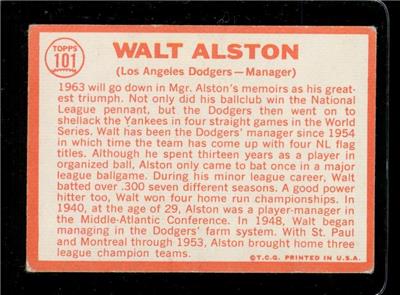 TOPPS
101
WALT ALSTON
(Los Angeles Dodgers—Manager)
1963 will go down in Mgr. Alston's memoirs as his great-
est triumph. Not only did his ballclub win the National
League pennant, but the Dodgers then went on to
shellack the Yankees in four straight games in the World
Series. Walt has been the Dodgers' manager since 1954
in which time the team has come up with four NL flag
titles. Although he spent thirteen years as a player in
organized ball, Alston only came to bat once in a major
league ballgame. During his minor league career, Walt
batted over .300 seven different seasons. A good power
hitter too, Walt won four home run championships. In
1940, at the age of 29, Alston was a player-manager in
the Middle-Atlantic Conference. In 1948, Walt began
managing in the Dodgers' farm system. With St. Paul
and Montreal through 1953, Alston brought home three
league champion teams.
©T.C.G. PRINTED IN U.S.A.